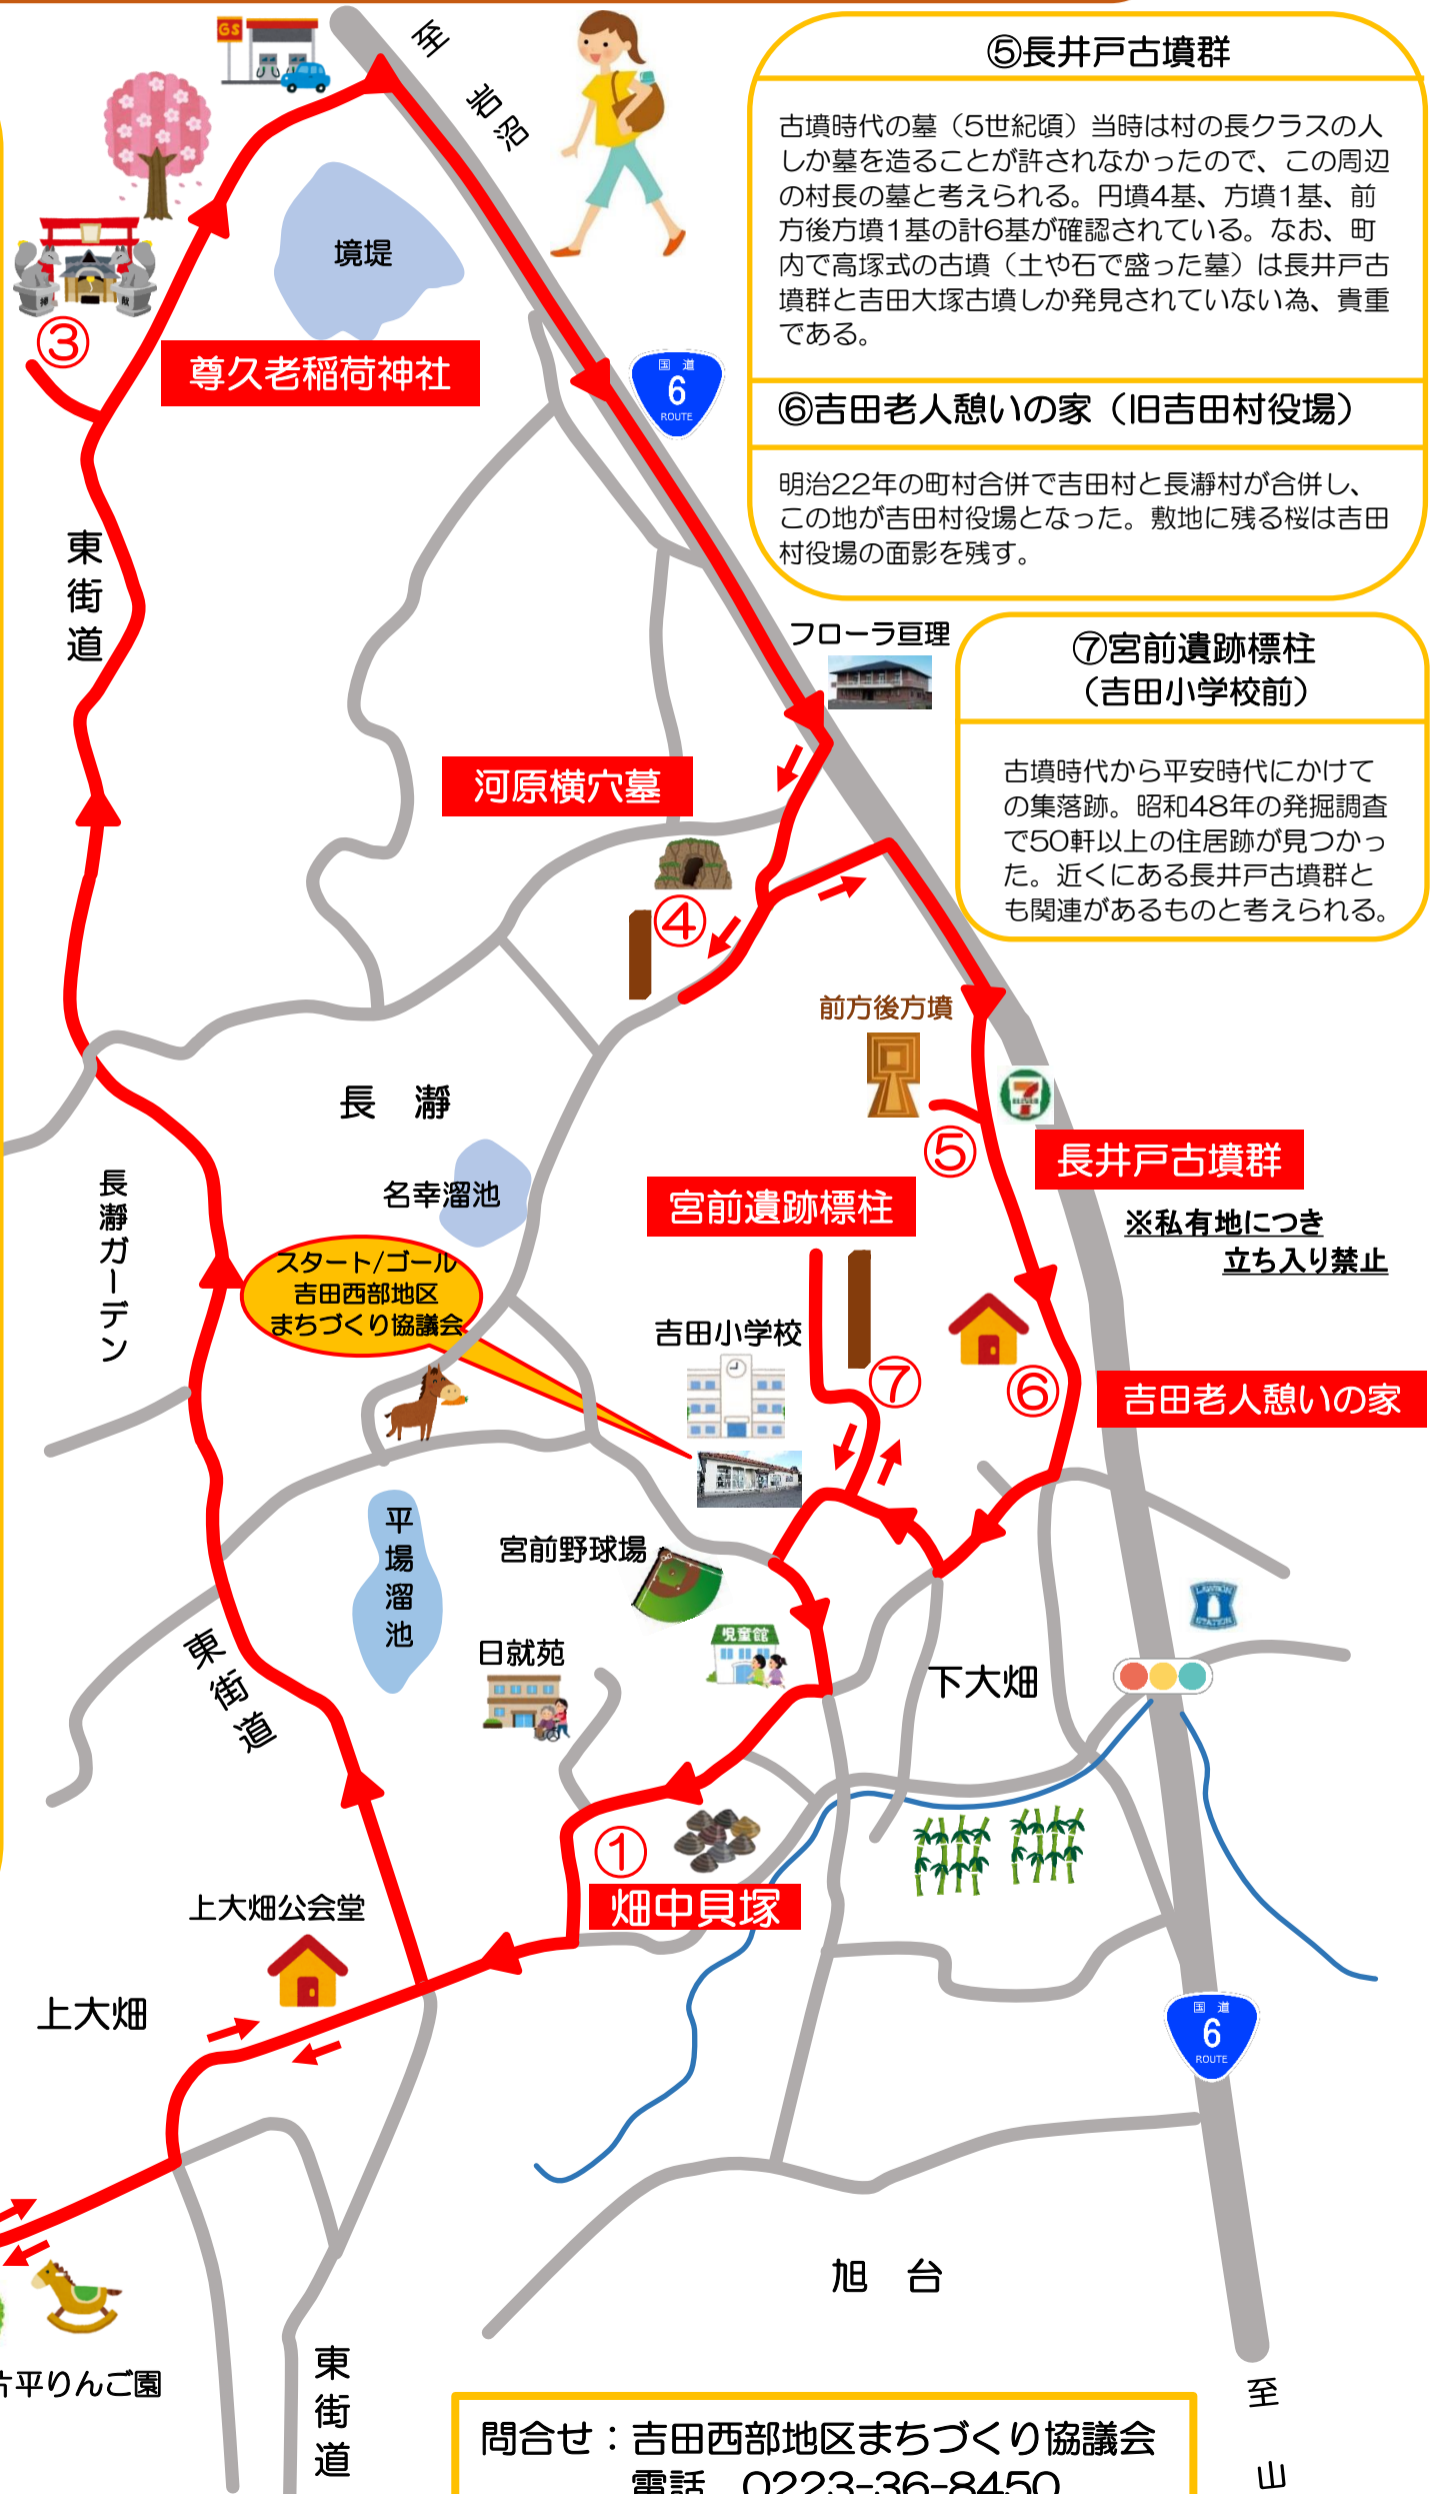 GS
至
岩沼
⑤長井戸古墳群
古墳時代の墓（5世紀頃）当時は村の長クラスの人
しか墓を造ることが許されなかったので、この周辺
の村長の墓と考えられる。円墳4基、方墳1基、前
方後方墳1基の計6基が確認されている。なお、町
内で高塚式の古墳（土や石で盛った墓）は長井戸古
墳群と吉田大塚古墳しか発見されていない為、貴重
である。
⑥吉田老人憩いの家（旧吉田村役場）
明治22年の町村合併で吉田村と長瀞村が合併し、
この地が吉田村役場となった。敷地に残る桜は吉田
村役場の面影を残す。
⑦宮前遺跡標柱
（吉田小学校前）
古墳時代から平安時代にかけて
の集落跡。昭和48年の発掘調査
で50軒以上の住居跡が見つかっ
た。近くにある長井戸古墳群と
も関連があるものと考えられる。
境堤
③
尊久老稲荷神社
国道
6
ROUTE
東街道
フローラ亘理
河原横穴墓
④
前方後方墳
長瀞
7
ELEVEN
⑤
長井戸古墳群
※私有地につき
立ち入り禁止
長瀞ガーデン
名幸溜池
宮前遺跡標柱
スタート/ゴール
吉田西部地区
まちづくり協議会
吉田小学校
⑦
⑥
吉田老人憩いの家
平場溜池
宮前野球場
児童館
LAWSON
STATION
東街道
日就苑
下大畑
①
畑中貝塚
上大畑公会堂
上大畑
国道
6
ROUTE
旭台
平りんご園
東街道
至
山
問合せ：吉田西部地区まちづくり協議会
電話 0223-36-8450